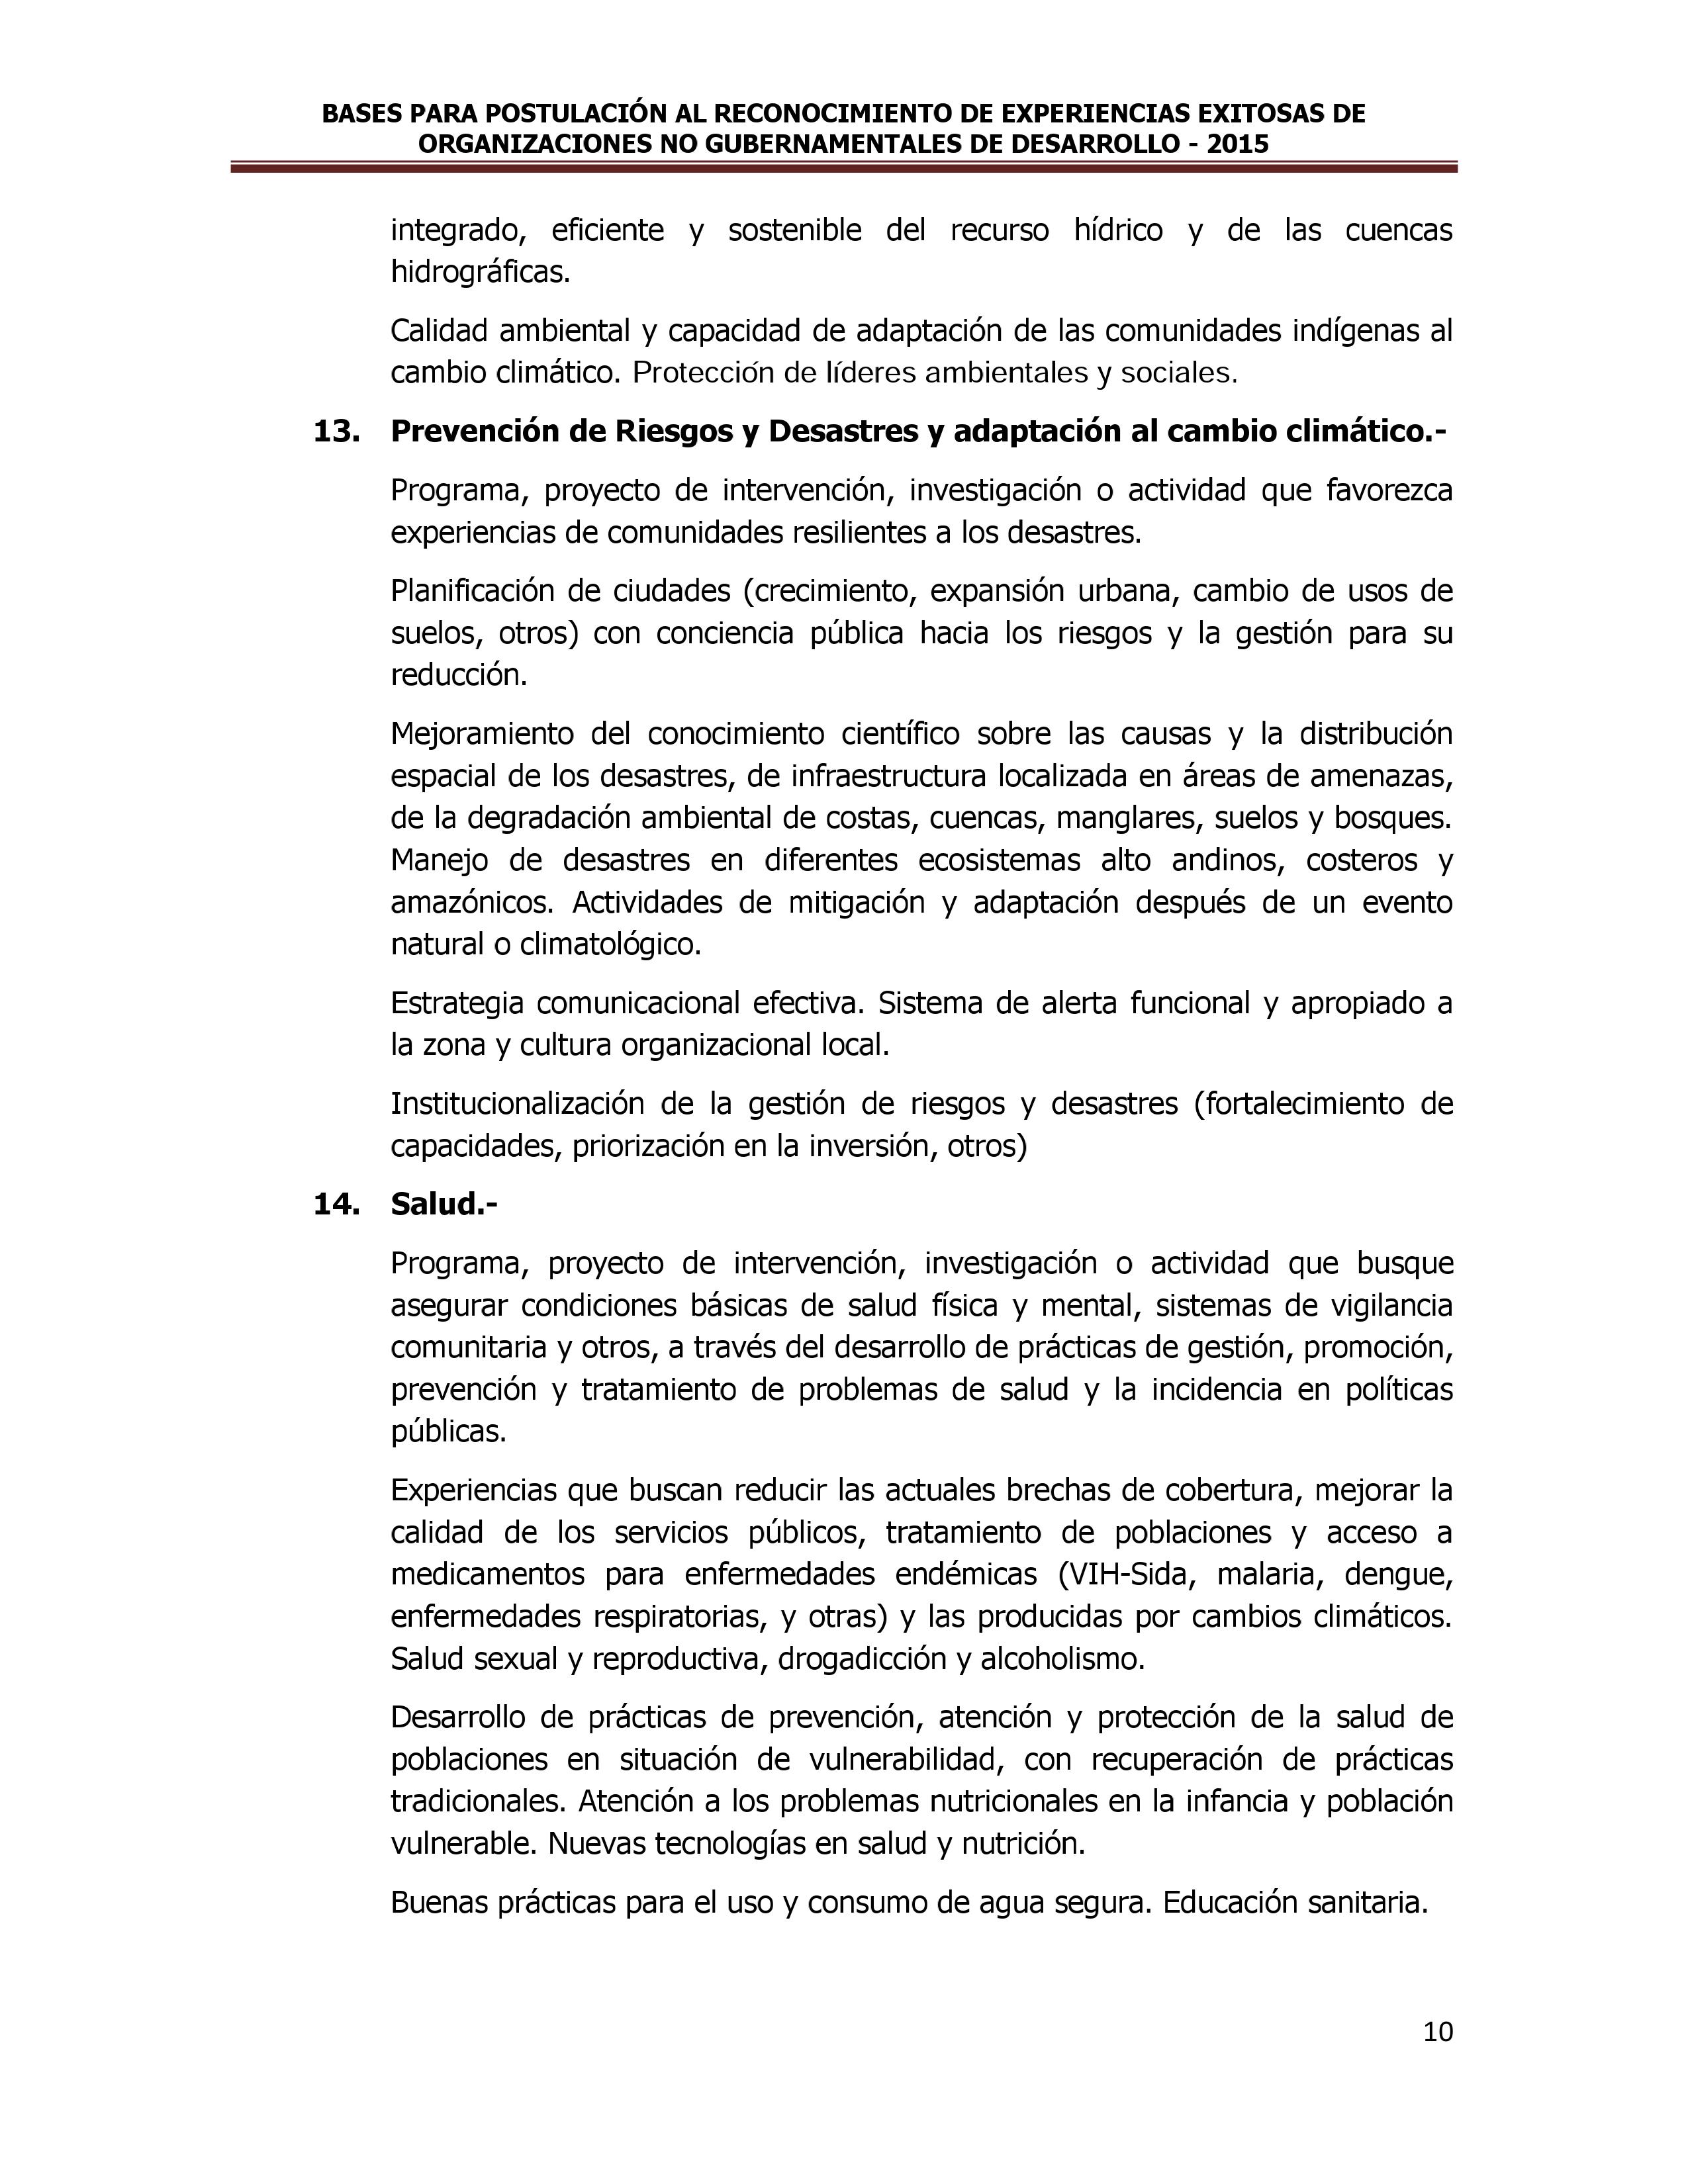 BASES PARA POSTULACIÓN AL RECONOCIMIENTO DE EXPERIENCIAS EXITOSAS DE
ORGANIZACIONES NO GUBERNAMENTALES DE DESARROLLO - 2015
integrado, eficiente y sostenible del recurso hídrico y de las cuencas
hidrográficas.
Calidad ambiental y capacidad de adaptación de las comunidades indígenas al
cambio climático. Protección de líderes ambientales y sociales.
13. Prevención de Riesgos y Desastres y adaptación al cambio climático.-
Programa, proyecto de intervención, investigación o actividad que favorezca
experiencias de comunidades resilientes a los desastres.
Planificación de ciudades (crecimiento, expansión urbana, cambio de usos de
suelos, otros) con conciencia pública hacia los riesgos y la gestión para su
reducción.
Mejoramiento del conocimiento científico sobre las causas y la distribución
espacial de los desastres, de infraestructura localizada en áreas de amenazas,
de la degradación ambiental de costas, cuencas, manglares, suelos y bosques.
Manejo de desastres en diferentes ecosistemas alto andinos, costeros y
amazónicos. Actividades de mitigación y adaptación después de un evento
natural o climatológico.
Estrategia comunicacional efectiva. Sistema de alerta funcional y apropiado a
la zona y cultura organizacional local.
Institucionalización de la gestión de riesgos y desastres (fortalecimiento de
capacidades, priorización en la inversión, otros)
14. Salud.-
Programa, proyecto de intervención, investigación o actividad que busque
asegurar condiciones básicas de salud física y mental, sistemas de vigilancia
comunitaria y otros, a través del desarrollo de prácticas de gestión, promoción,
prevención y tratamiento de problemas de salud y la incidencia en políticas
públicas.
Experiencias que buscan reducir las actuales brechas de cobertura, mejorar la
calidad de los servicios públicos, tratamiento de poblaciones y acceso a
medicamentos para enfermedades endémicas (VIH-Sida, malaria, dengue,
enfermedades respiratorias, y otras) y las producidas por cambios climáticos.
Salud sexual y reproductiva, drogadicción y alcoholismo.
Desarrollo de prácticas de prevención, atención y protección de la salud de
poblaciones en situación de vulnerabilidad, con recuperación de prácticas
tradicionales. Atención a los problemas nutricionales en la infancia y población
vulnerable. Nuevas tecnologías en salud y nutrición.
Buenas prácticas para el uso y consumo de agua segura. Educación sanitaria.
10